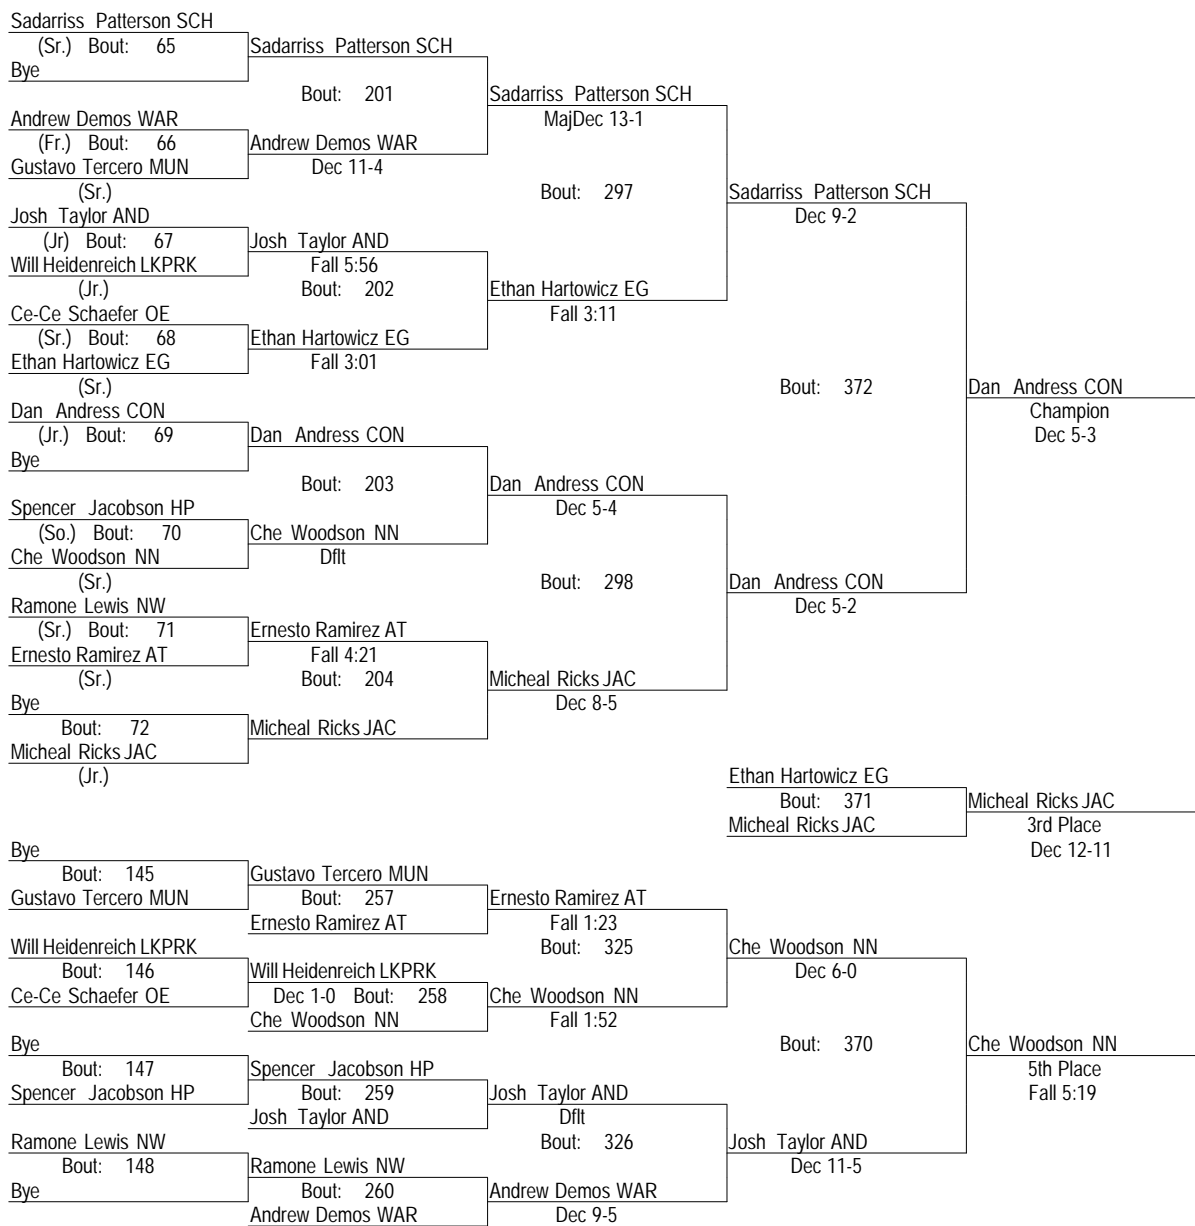 Sadarriss Patterson SCH
(Sr.) Bout: 65 Sadarriss Patterson SCH
Bye
Bout: 201 Sadarriss Patterson SCH
Andrew Demos WAR MajDec 13-1
(Fr.) Bout: 66 Andrew Demos WAR
Gustavo Tercero MUN Dec 11-4
(Sr.) Bout: 297 Sadarriss Patterson SCH
Josh Taylor AND Dec 9-2
(Jr) Bout: 67 Josh Taylor AND
Will Heidenreich LKPRK Fall 5:56
(Jr.) Bout: 202 Ethan Hartowicz EG
Ce-Ce Schaefer OE Fall 3:11
(Sr.) Bout: 68 Ethan Hartowicz EG
Ethan Hartowicz EG Fall 3:01
(Sr.) Bout: 372 Dan Andress CON
Dan Andress CON Champion
(Jr.) Bout: 69 Dan Andress CON Dec 5-3
Bye
Bout: 203 Dan Andress CON
Spencer Jacobson HP Dec 5-4
(So.) Bout: 70 Che Woodson NN
Che Woodson NN Dflt
(Sr.) Bout: 298 Dan Andress CON
Ramone Lewis NW Dec 5-2
(Sr.) Bout: 71 Ernesto Ramirez AT
Ernesto Ramirez AT Fall 4:21
(Sr.) Bout: 204 Micheal Ricks JAC
Bye Dec 8-5
Bout: 72 Micheal Ricks JAC
Micheal Ricks JAC
(Jr.) Ethan Hartowicz EG
Bout: 371 Micheal Ricks JAC
Micheal Ricks JAC 3rd Place
Bye Dec 12-11
Bout: 145 Gustavo Tercero MUN
Gustavo Tercero MUN Bout: 257 Ernesto Ramirez AT
Ernesto Ramirez AT Fall 1:23
Will Heidenreich LKPRK Bout: 325 Che Woodson NN
Bout: 146 Will Heidenreich LKPRK Dec 6-0
Ce-Ce Schaefer OE Dec 1-0 Bout: 258 Che Woodson NN
Che Woodson NN Fall 1:52
Bye Bout: 370 Che Woodson NN
Bout: 147 Spencer Jacobson HP 5th Place
Spencer Jacobson HP Bout: 259 Josh Taylor AND Fall 5:19
Josh Taylor AND Dflt
Ramone Lewis NW Bout: 326 Josh Taylor AND
Bout: 148 Ramone Lewis NW Dec 11-5
Bye Bout: 260 Andrew Demos WAR
Andrew Demos WAR Dec 9-5